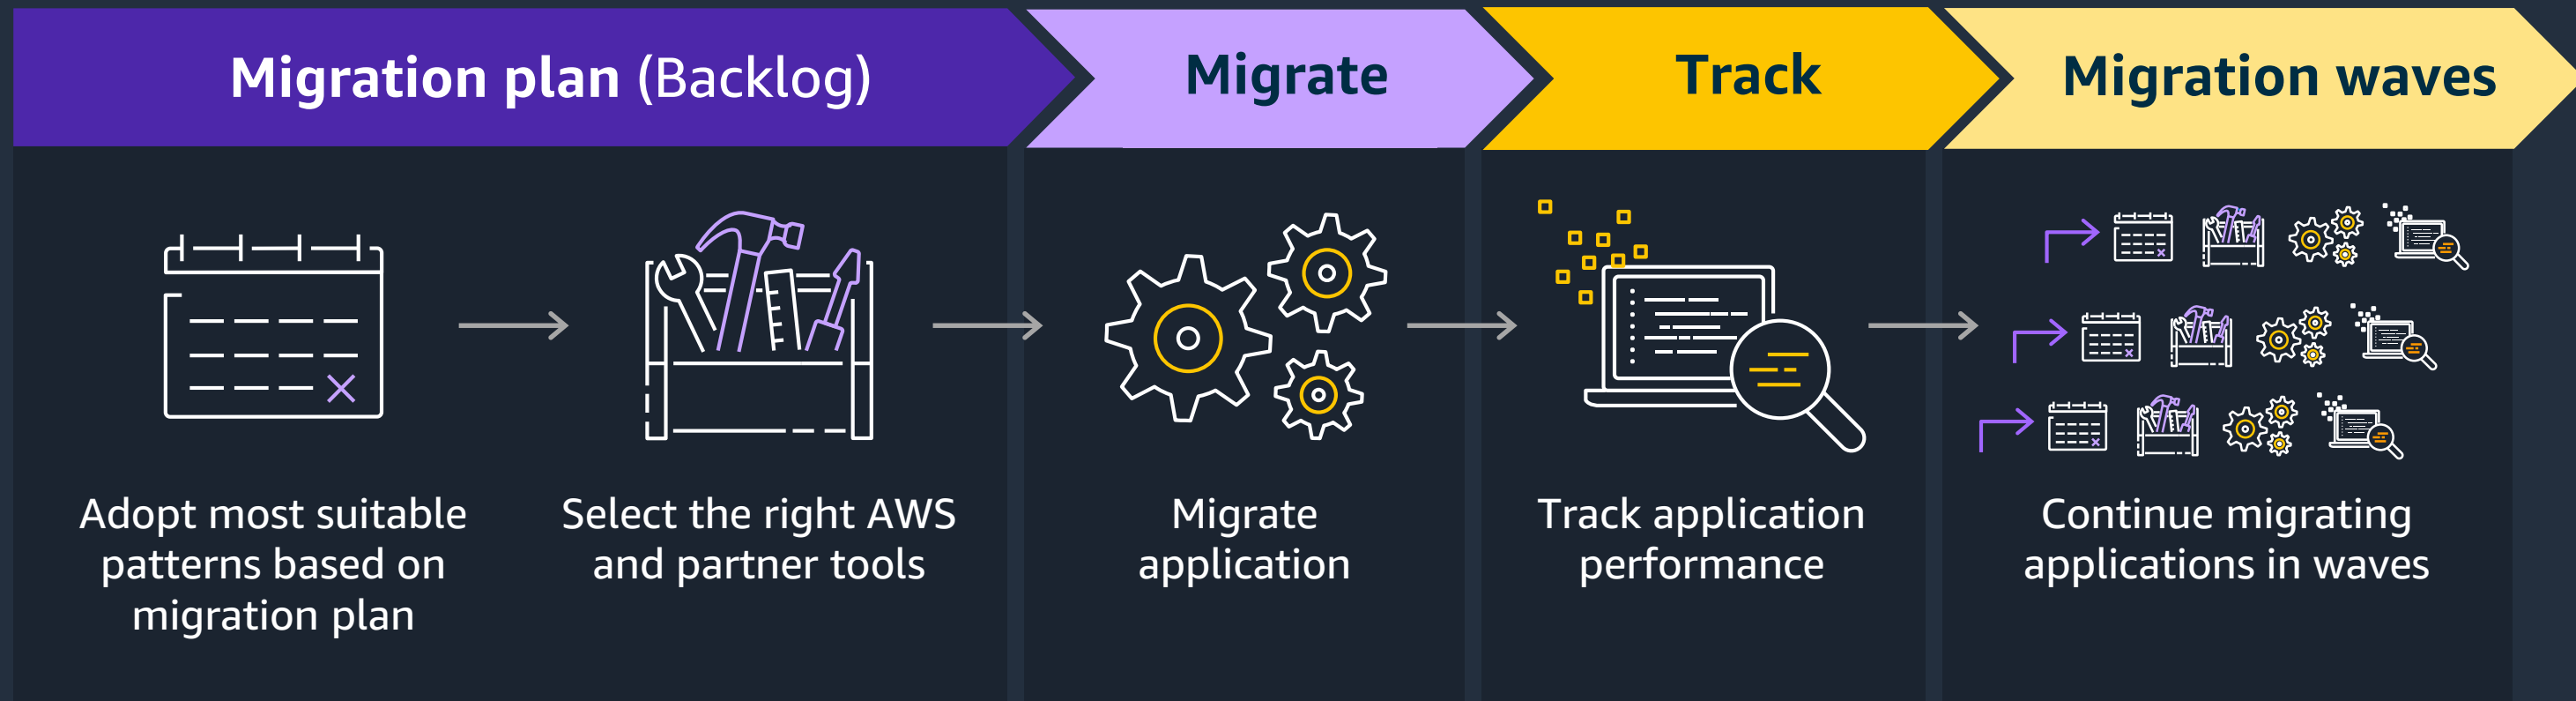 Migration plan (Backlog)
Migrate
Track
Migration waves
Adopt most suitable
patterns based on
migration plan
Select the right AWS
and partner tools
Migrate
application
Track application
performance
Continue migrating
applications in waves